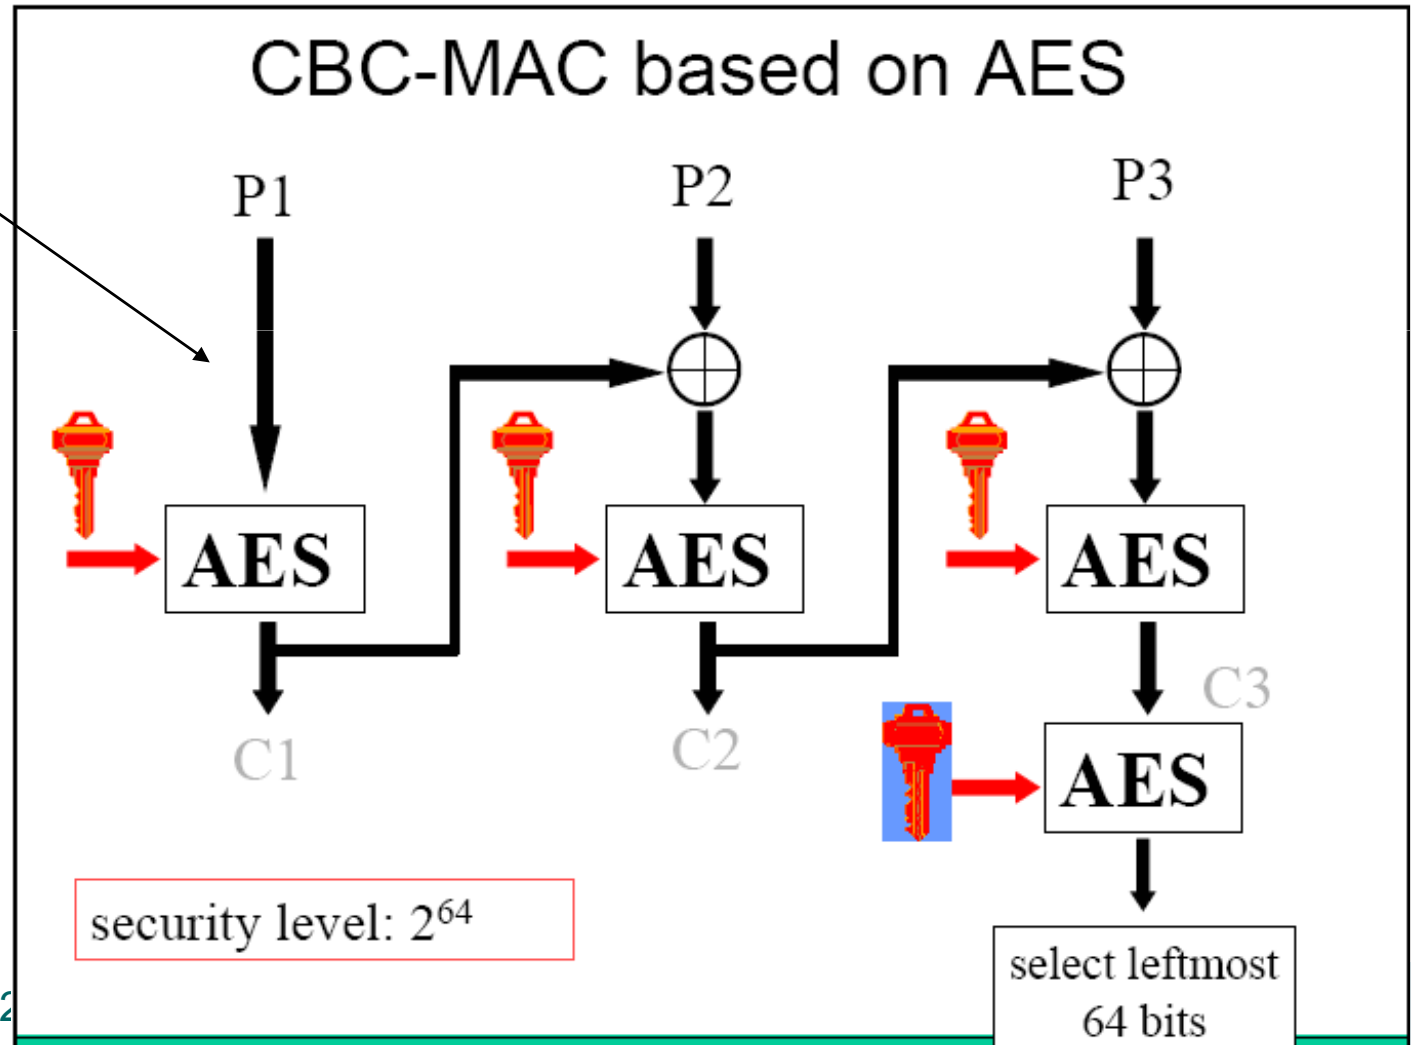 CBC-MAC based on AES
P1
P2
P3
AES
AES
AES
C1
C2
C3
AES
security level: 2⁶⁴
select leftmost
64 bits
2